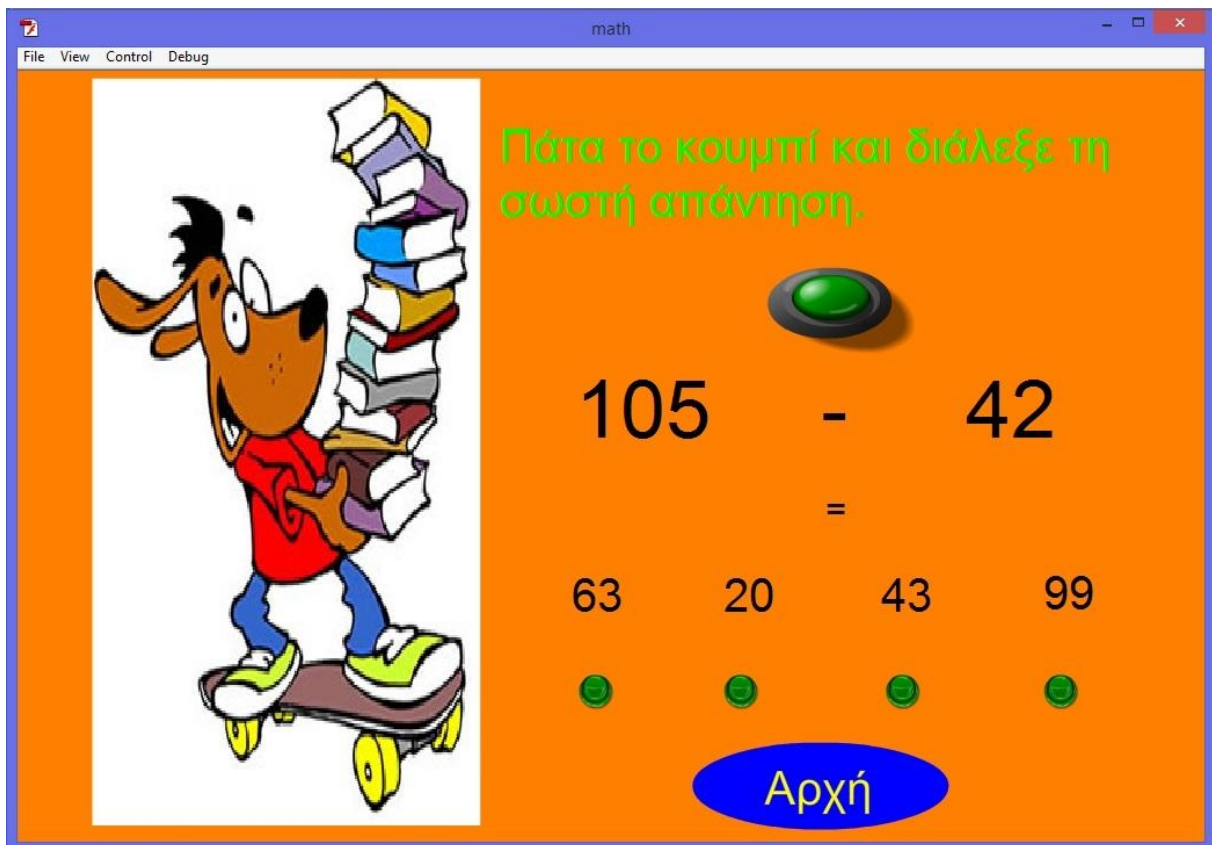 math
File View Control Debug
Πάτα το κουμπί και διάλεξε τη
σωστή απάντηση.
105 - 42
=
63 20 43 99
Αρχή